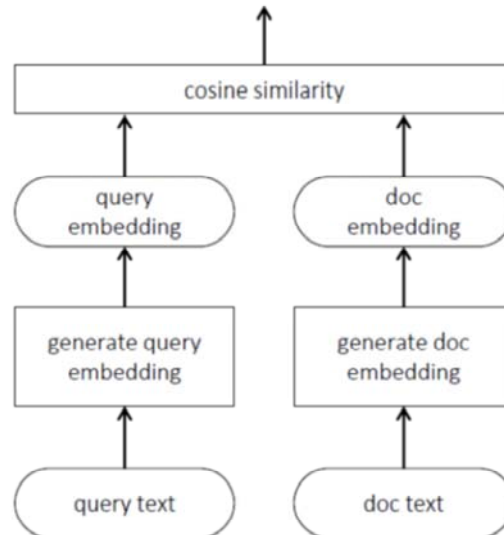 cosine similarity
query
embedding
doc
embedding
generate query
embedding
generate doc
embedding
query text
doc text